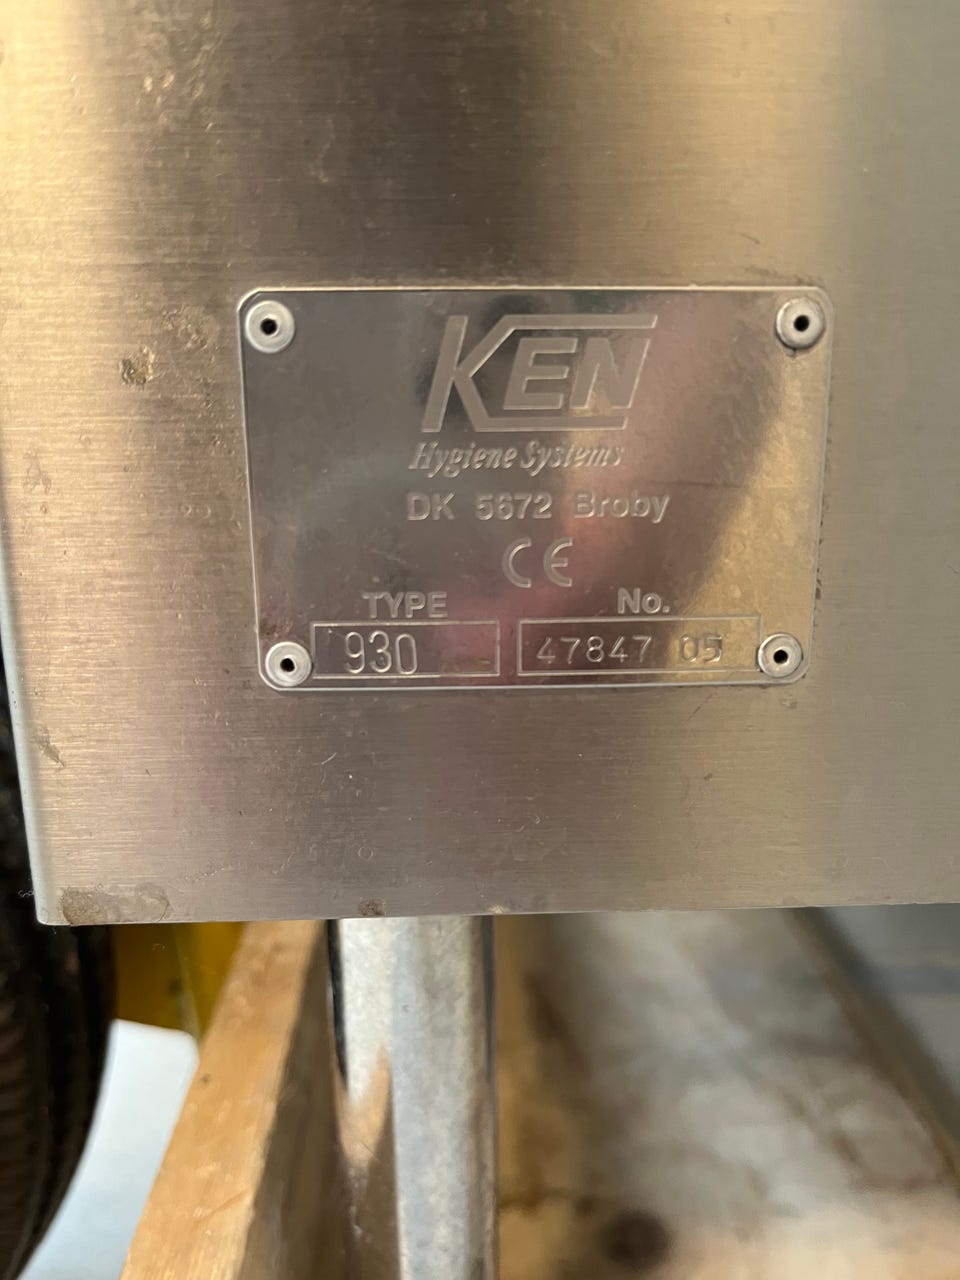 KEN
Hygiene Systems
DK 5672 Broby
CE
TYPE No.
930 47847 05